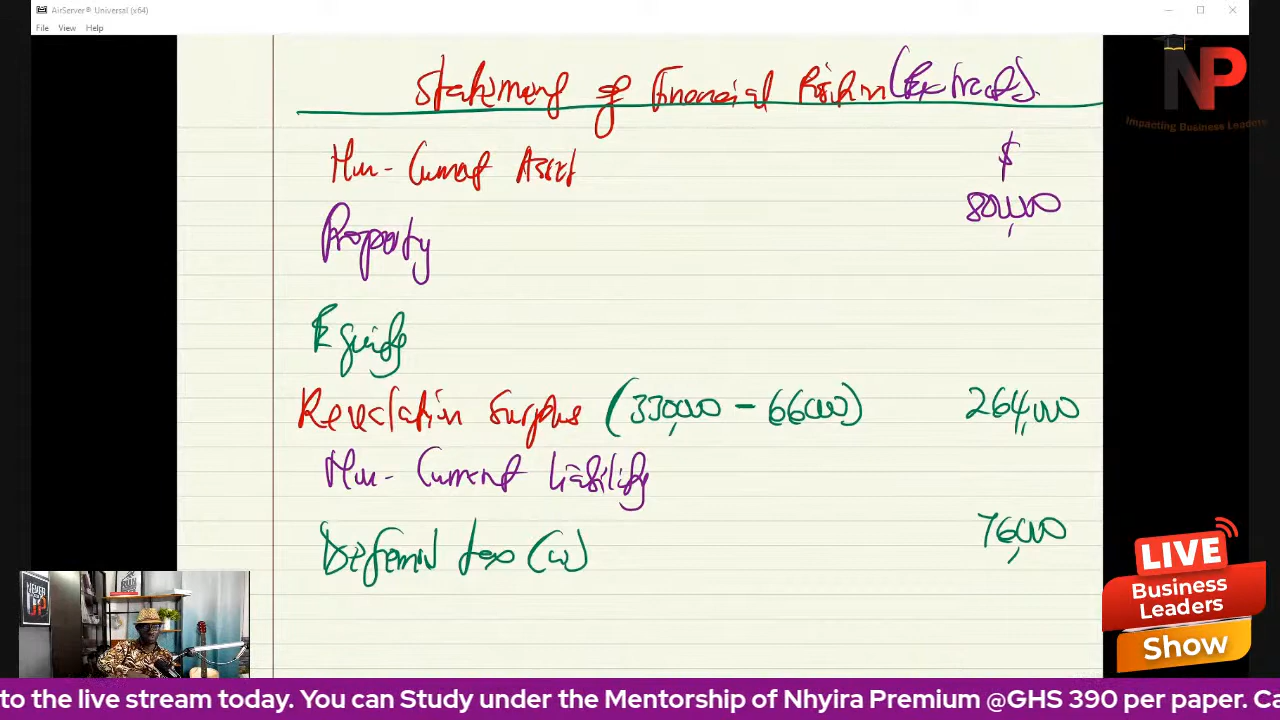 AirServer® Universal (x64)
File View Help
Statement of Financial Position (Extracts)
NP
Impacting Business Leaders
Non-Current Asset
$
Property 800,000
Equity
Revaluation Surplus (330,000 - 66000) 264,000
Non-Current Liability
Deferred tax (w) 76,000
NEVER
UP
LIVE
Business
Leaders
Show
to the live stream today. You can Study under the Mentorship of Nhyira Premium @GHS 390 per paper. Ca